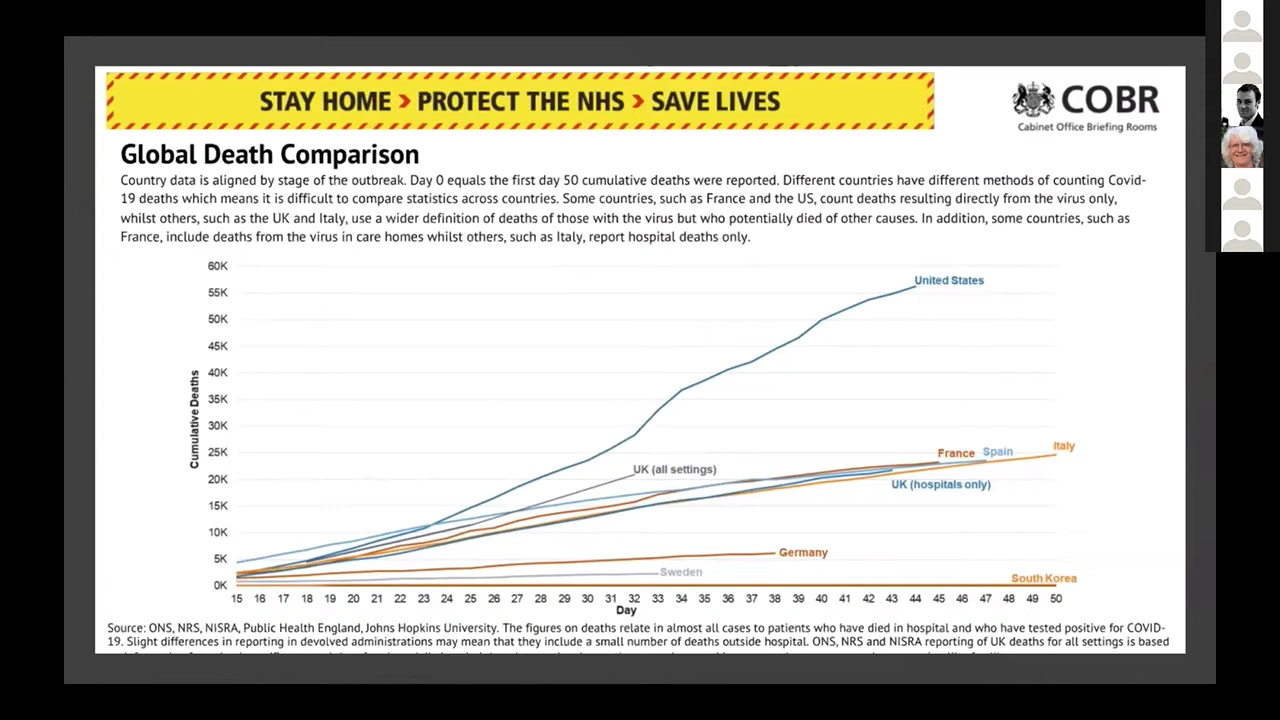 STAY HOME > PROTECT THE NHS > SAVE LIVES
COBR
Cabinet Office Briefing Rooms
Global Death Comparison
Country data is aligned by stage of the outbreak. Day 0 equals the first day 50 cumulative deaths were reported. Different countries have different methods of counting Covid-
19 deaths which means it is difficult to compare statistics across countries. Some countries, such as France and the US, count deaths resulting directly from the virus only,
whilst others, such as the UK and Italy, use a wider definition of deaths of those with the virus but who potentially died of other causes. In addition, some countries, such as
France, include deaths from the virus in care homes whilst others, such as Italy, report hospital deaths only.
Cumulative Deaths
60K
55K
50K
45K
40K
35K
30K
25K
20K
15K
10K
5K
0K
United States
Italy
France
Spain
UK (all settings)
UK (hospitals only)
Germany
Sweden
South Korea
15 16 17 18 19 20 21 22 23 24 25 26 27 28 29 30 31 32 33 34 35 36 37 38 39 40 41 42 43 44 45 46 47 48 49 50
Day
Source: ONS, NRS, NISRA, Public Health England, Johns Hopkins University. The figures on deaths relate in almost all cases to patients who have died in hospital and who have tested positive for COVID-
19. Slight differences in reporting in devolved administrations may mean that they include a small number of deaths outside hospital. ONS, NRS and NISRA reporting of UK deaths for all settings is based